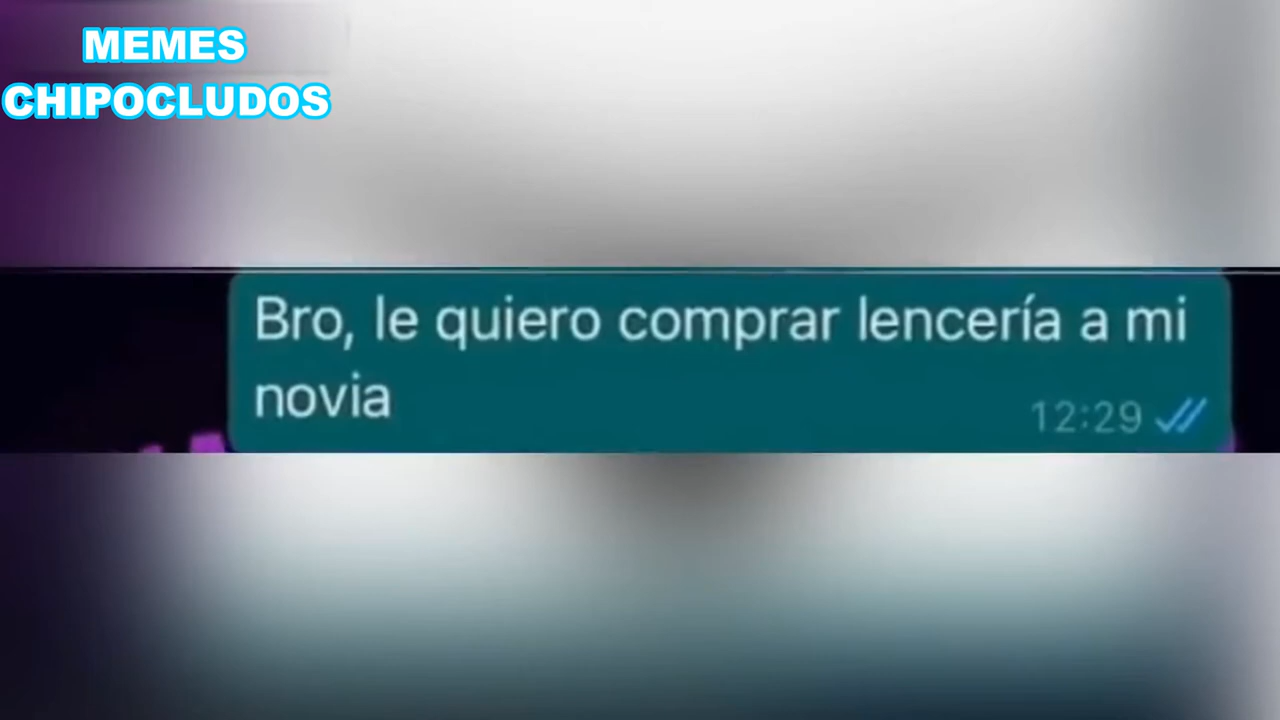 MEMES
CHIPOCLUDOS
Bro, le quiero comprar lencería a mi
novia
12:29